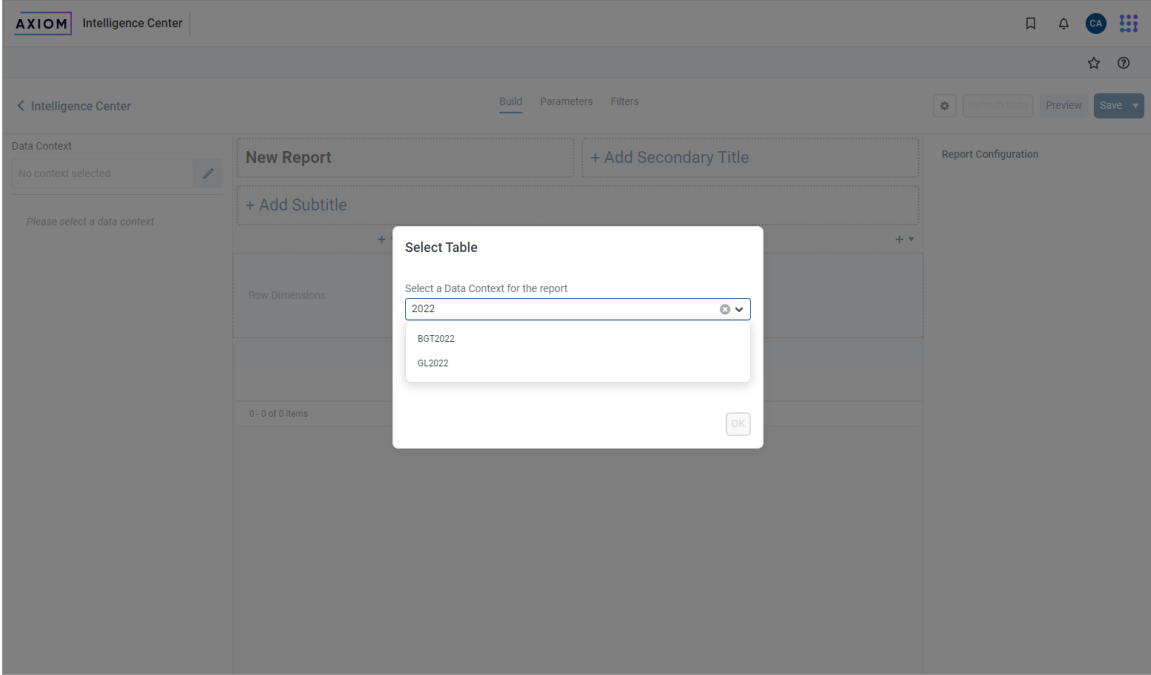 AXIOM Intelligence Center
CA
Intelligence Center
Build Parameters Filters
Refresh Data Preview Save
Data Context
No context selected
Please select a data context
New Report
+ Add Secondary Title
+ Add Subtitle
Report Configuration
+
+
Row Dimensions
0 - 0 of 0 items
Select Table
Select a Data Context for the report
2022
BGT2022
GL2022
OK